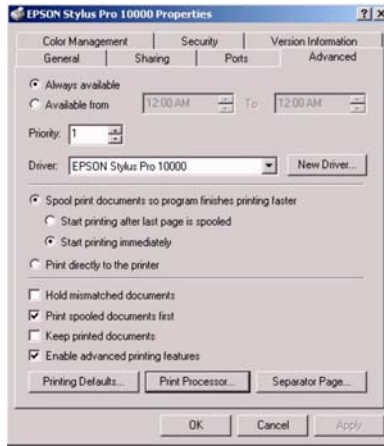 EPSON Stylus Pro 10000 Properties
Color Management Security Version Information
General Sharing Ports Advanced
Always available
Available from 12:00 AM To 12:00 AM
Priority: 1
Driver: EPSON Stylus Pro 10000 New Driver...
Spool print documents so program finishes printing faster
Start printing after last page is spooled
Start printing immediately
Print directly to the printer
Hold mismatched documents
Print spooled documents first
Keep printed documents
Enable advanced printing features
Printing Defaults... Print Processor... Separator Page...
OK Cancel Apply